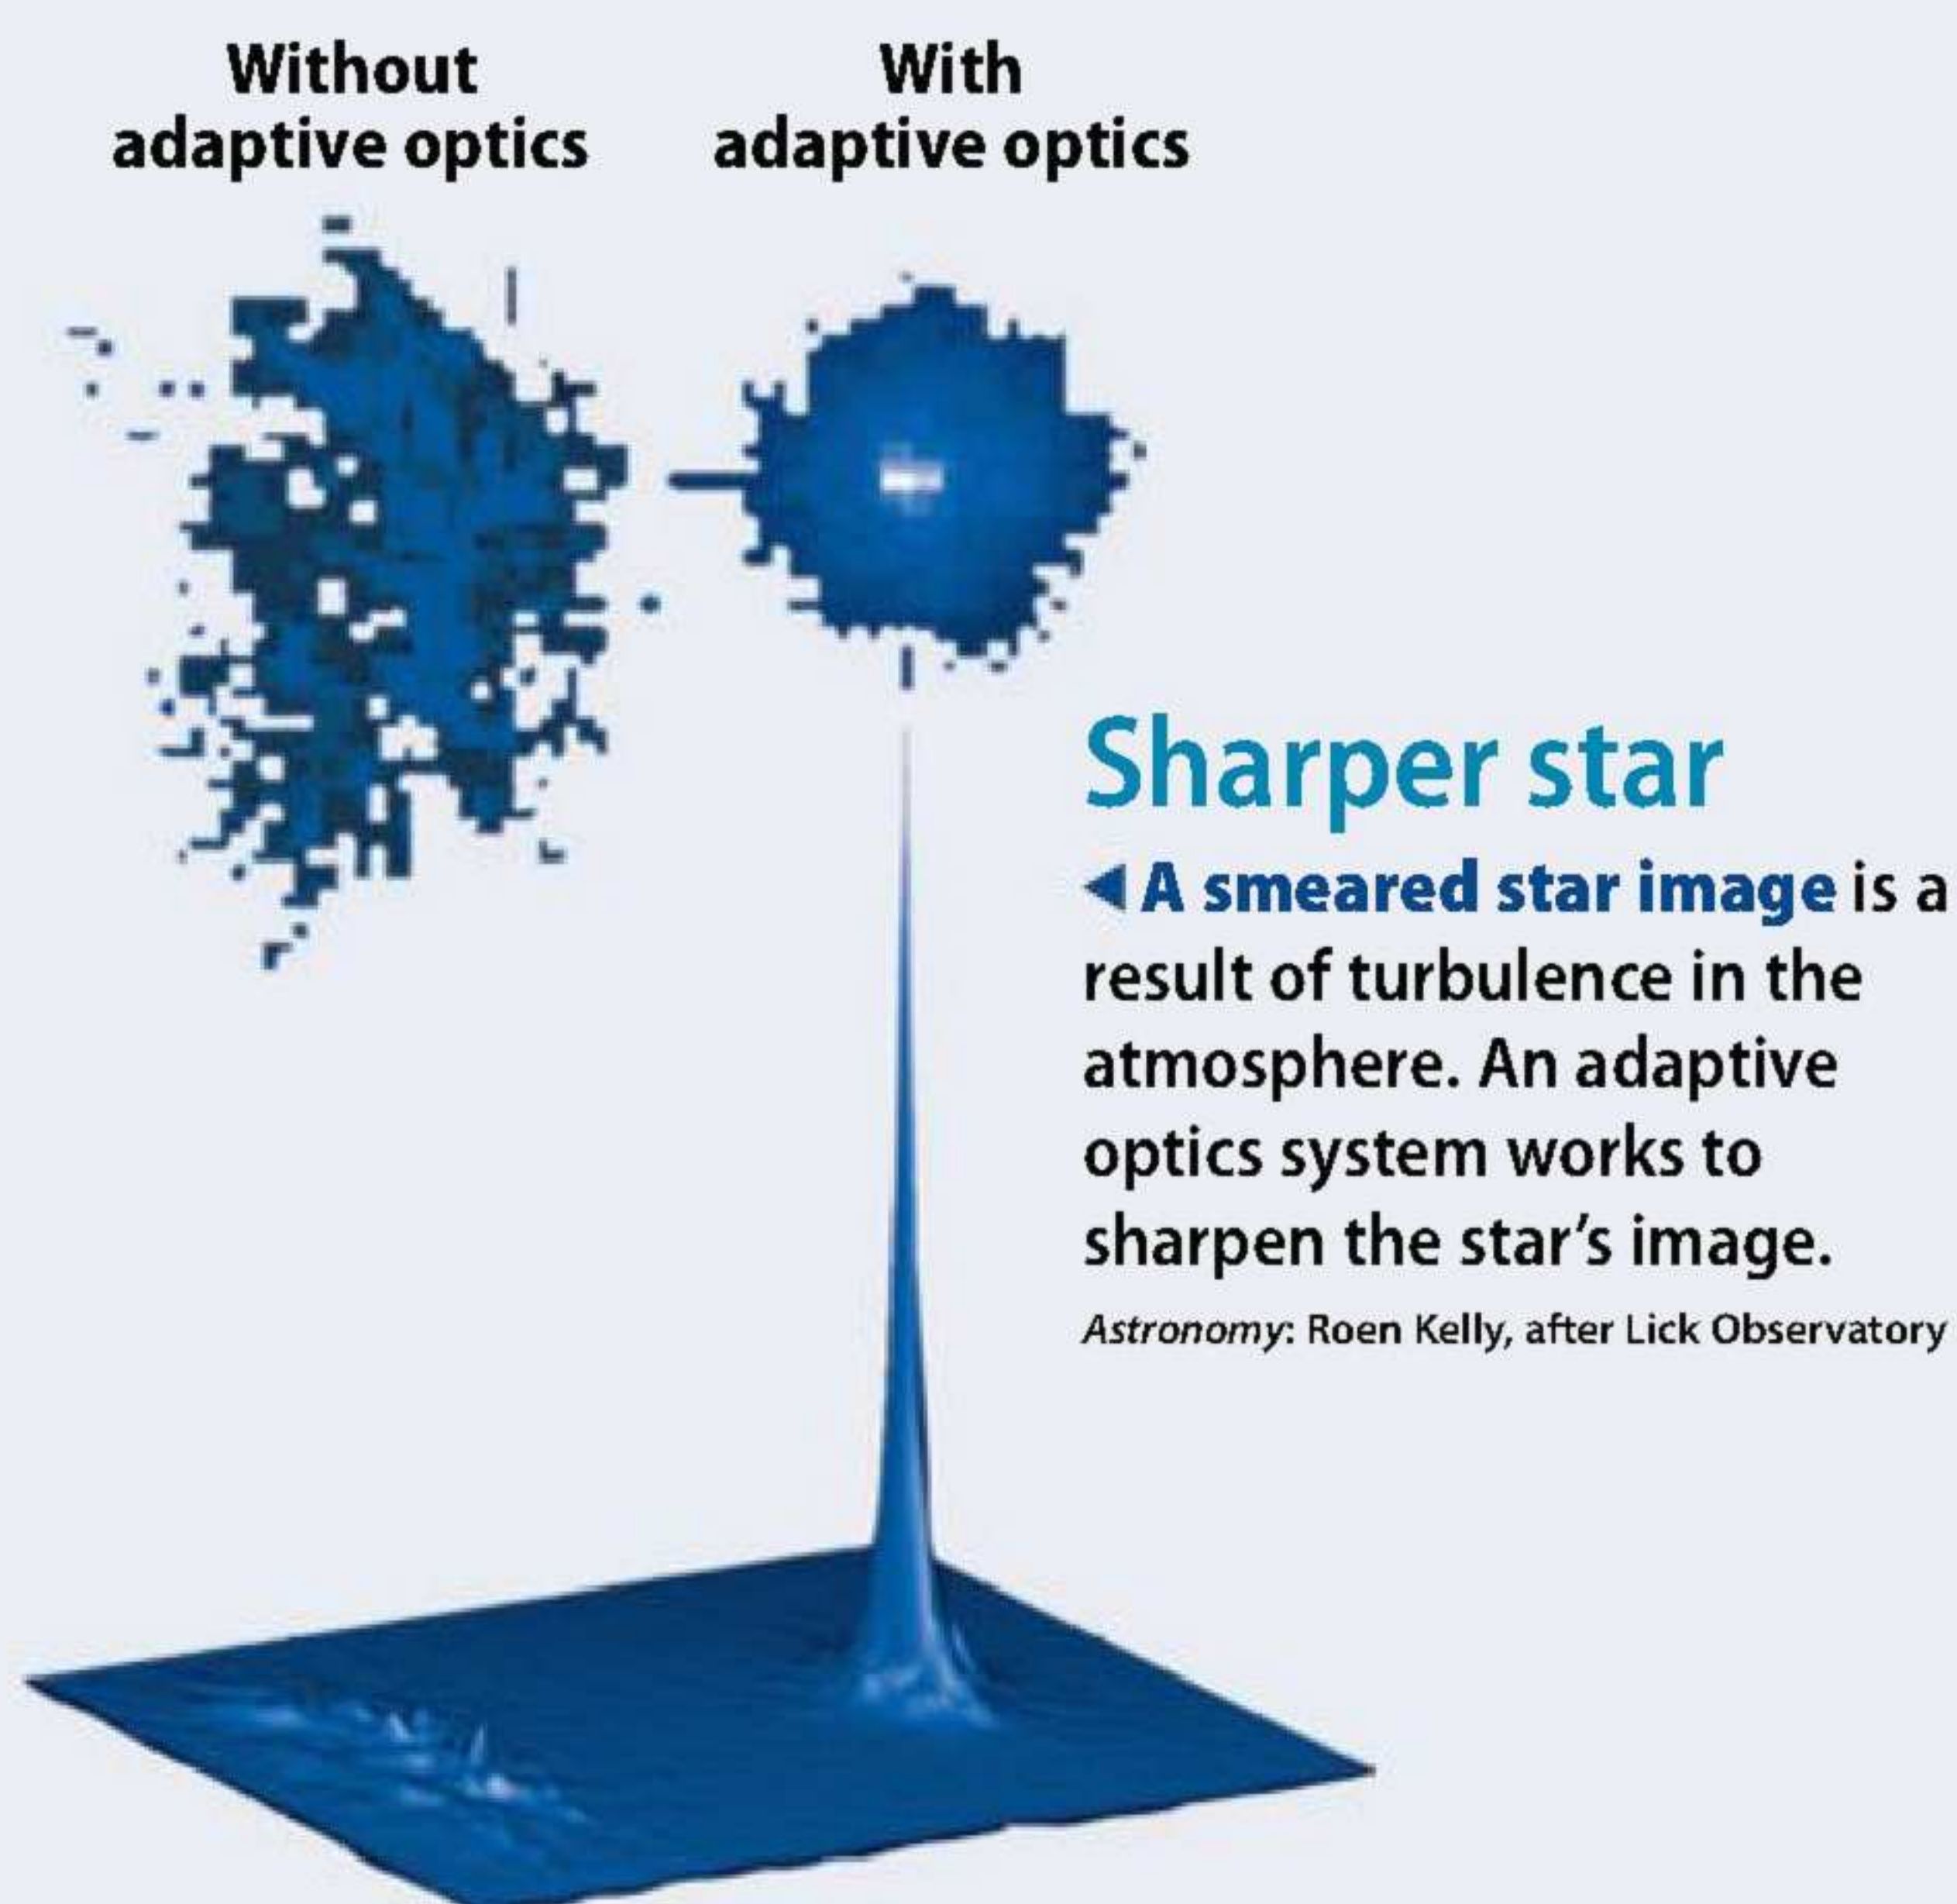 Without
adaptive optics
With
adaptive optics
Sharper star
◀ A smeared star image is a
result of turbulence in the
atmosphere. An adaptive
optics system works to
sharpen the star’s image.
Astronomy: Roen Kelly, after Lick Observatory